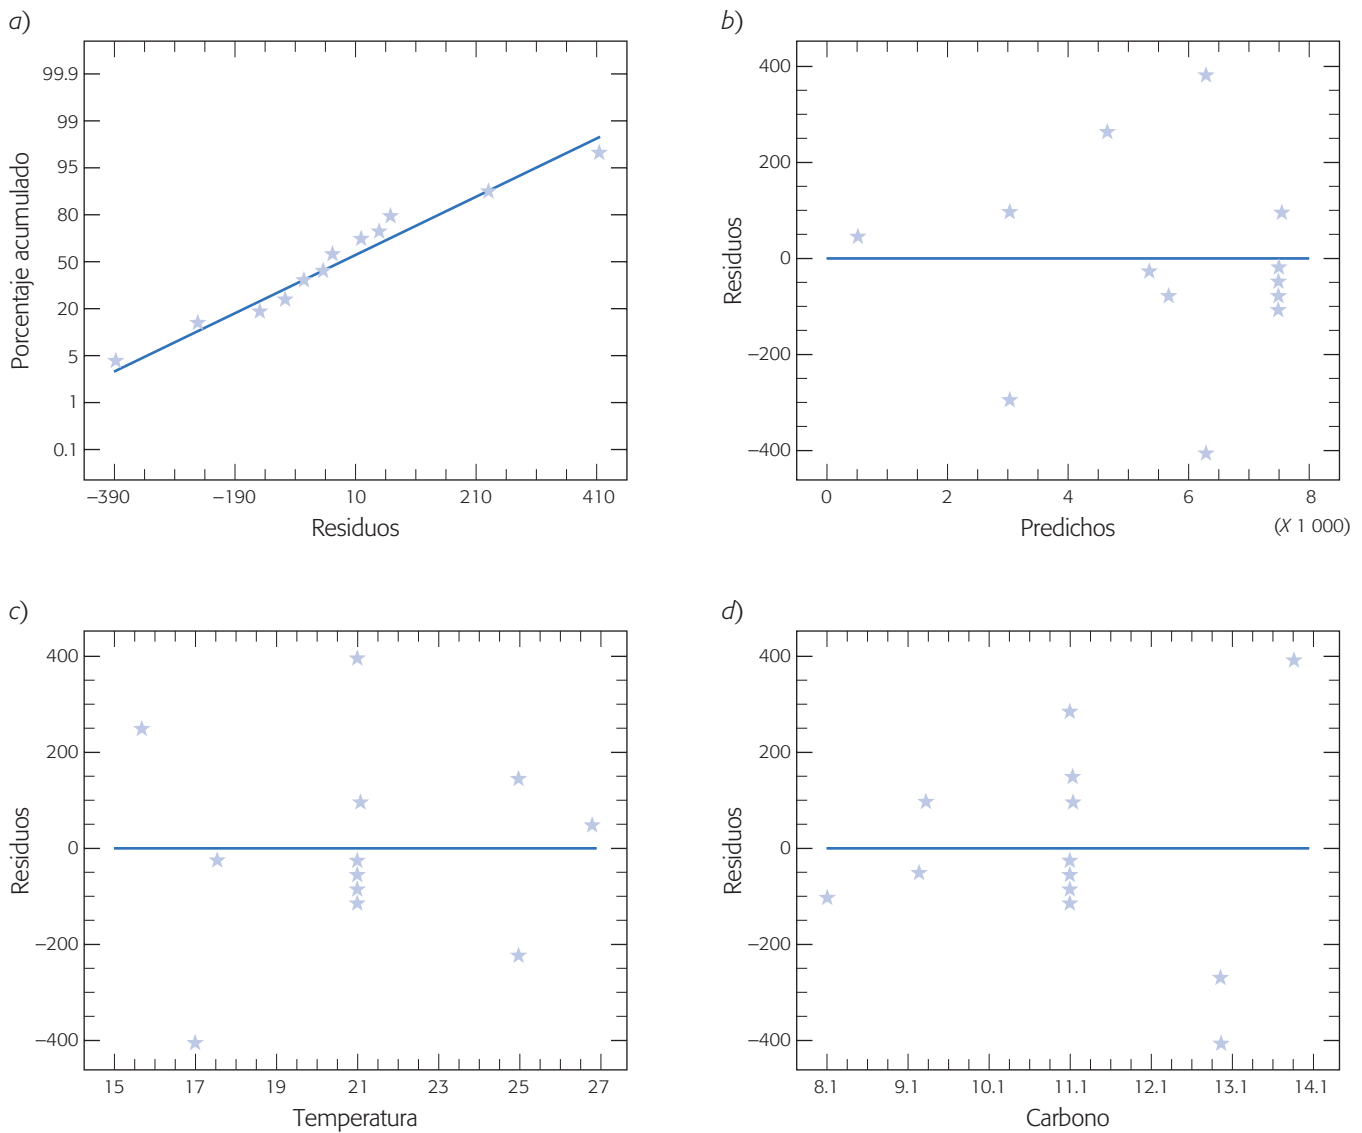 a)
99.9
99
95
80
50
20
5
1
0.1
Porcentaje acumulado
−390 −190 10 210 410
Residuos
b)
400
200
0
−200
−400
Residuos
0 2 4 6 8
Predichos
(X 1 000)
c)
400
200
0
−200
−400
Residuos
15 17 19 21 23 25 27
Temperatura
d)
400
200
0
−200
−400
Residuos
8.1 9.1 10.1 11.1 12.1 13.1 14.1
Carbono